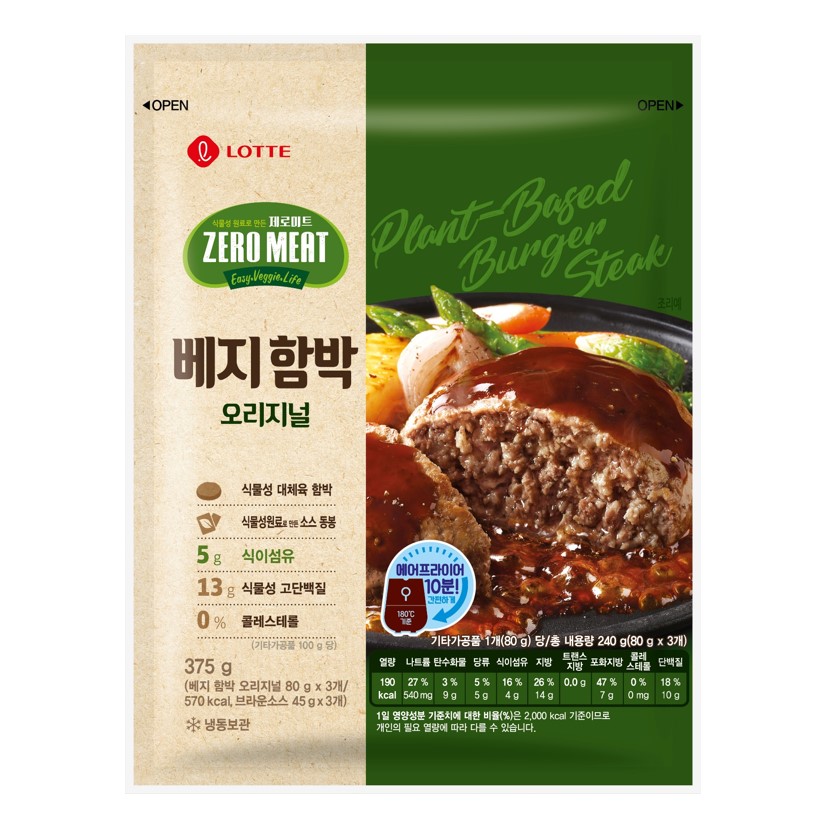 ◀OPEN
OPEN▶
LOTTE
식물성 원료로 만든 제로미트
ZERO MEAT
Easy.Veggie.Life
Plant-Based
Burger
Steak
조리예
베지 함박
오리지널
식물성 대체육 함박
식물성원료로 만든 소스 동봉
5 g 식이섬유
13 g 식물성 고단백질
0 % 콜레스테롤
(기타가공품 100 g 당)
375 g
(베지 함박 오리지널 80 g x 3개/
570 kcal, 브라운소스 45 g x 3개)
냉동보관
에어프라이어
10분!
간편하게
180℃
기준
기타가공품 1개(80 g) 당/총 내용량 240 g(80 g x 3개)
열량 나트륨 탄수화물 당류 식이섬유 지방 트랜스지방 포화지방 콜레스테롤 단백질
190 27 % 3 % 5 % 16 % 26 % 0.0 g 47 % 0 % 18 %
kcal 540 mg 9 g 5 g 4 g 14 g 7 g 0 mg 10 g
1일 영양성분 기준치에 대한 비율(%)은 2,000 kcal 기준이므로
개인의 필요 열량에 따라 다를 수 있습니다.